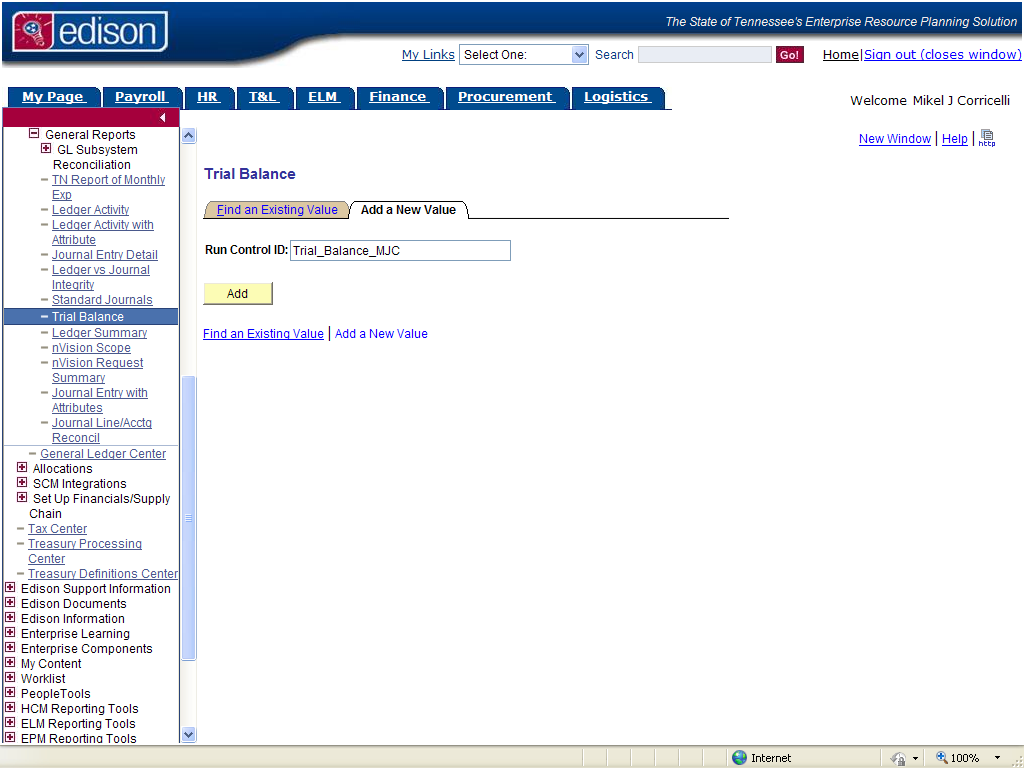 edison
The State of Tennessee's Enterprise Resource Planning Solution
My Links Select One: Search Go! Home|Sign out (closes window)
My Page Payroll HR T&L ELM Finance Procurement Logistics
Welcome Mikel J Corricelli
New Window | Help | http
General Reports
GL Subsystem
Reconciliation
TN Report of Monthly
Exp
Ledger Activity
Ledger Activity with
Attribute
Journal Entry Detail
Ledger vs Journal
Integrity
Standard Journals
Trial Balance
Ledger Summary
nVision Scope
nVision Request
Summary
Journal Entry with
Attributes
Journal Line/Acctg
Reconcil
General Ledger Center
Allocations
SCM Integrations
Set Up Financials/Supply
Chain
Tax Center
Treasury Processing
Center
Treasury Definitions Center
Edison Support Information
Edison Documents
Edison Information
Enterprise Learning
Enterprise Components
My Content
Worklist
PeopleTools
HCM Reporting Tools
ELM Reporting Tools
EPM Reporting Tools
Trial Balance
Find an Existing Value Add a New Value
Run Control ID: Trial_Balance_MJC
Add
Find an Existing Value | Add a New Value
Internet 100%